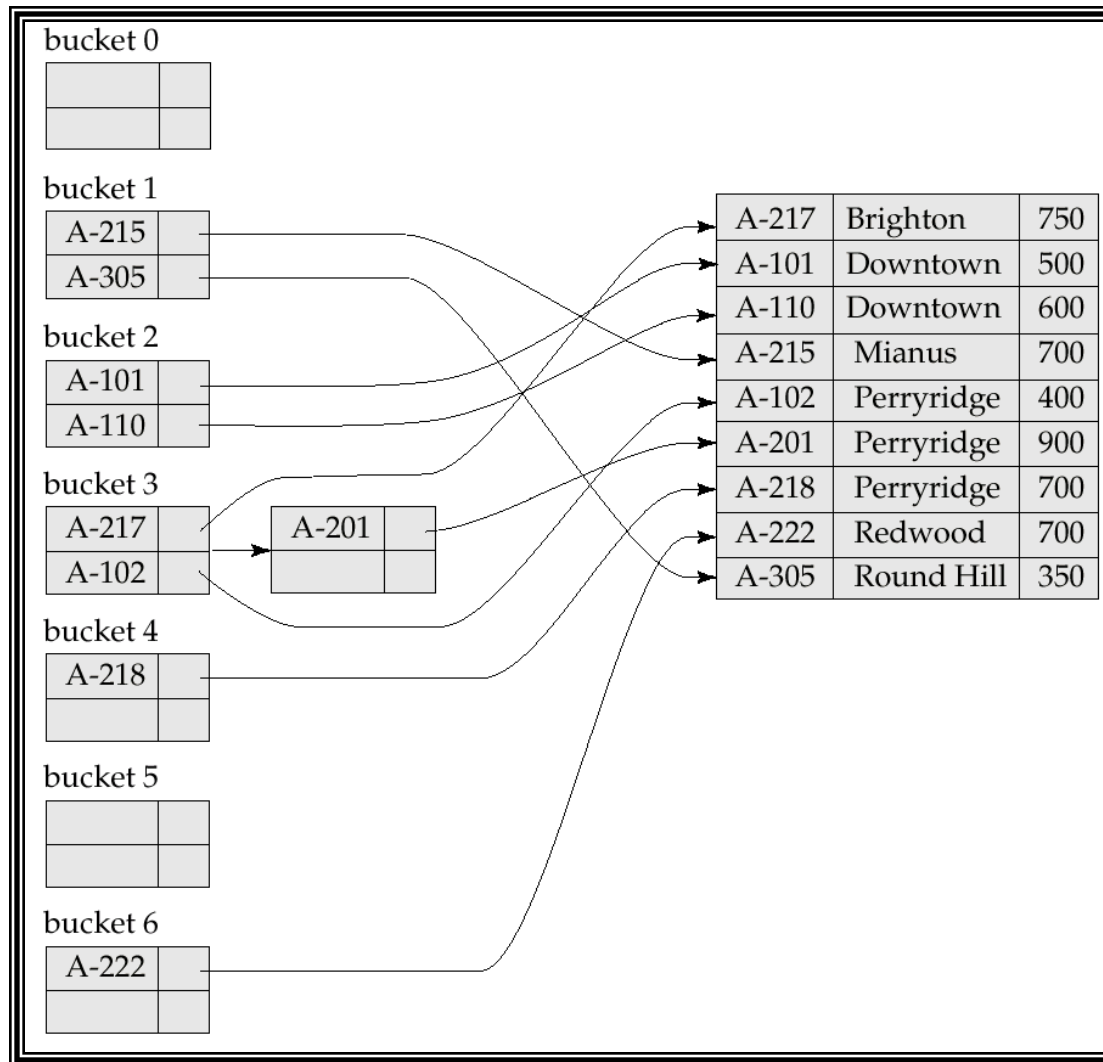 bucket 0
bucket 1
A-215
A-305
bucket 2
A-101
A-110
bucket 3
A-217
A-102
A-201
bucket 4
A-218
bucket 5
bucket 6
A-222
A-217 Brighton 750
A-101 Downtown 500
A-110 Downtown 600
A-215 Mianus 700
A-102 Perryridge 400
A-201 Perryridge 900
A-218 Perryridge 700
A-222 Redwood 700
A-305 Round Hill 350